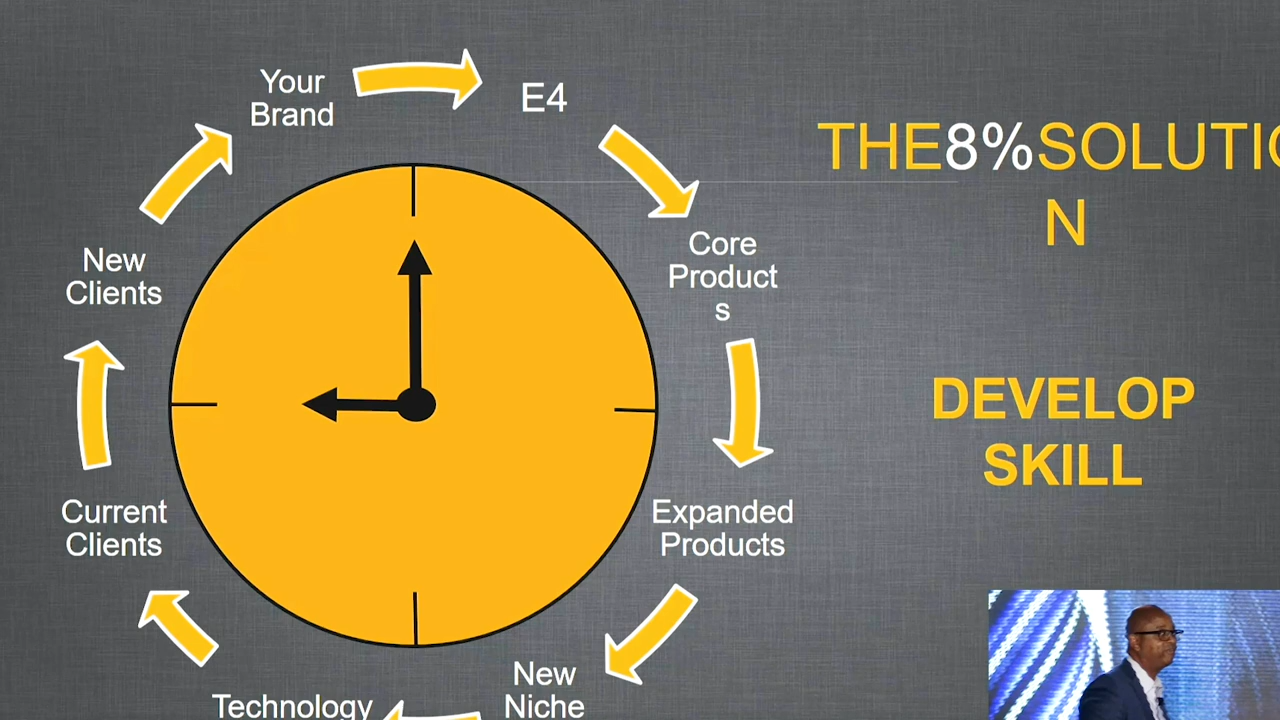 Your
Brand
E4
THE8%SOLUTIO
N
Core
Product
s
New
Clients
DEVELOP
SKILL
Current
Clients
Expanded
Products
New
Niche
Technology